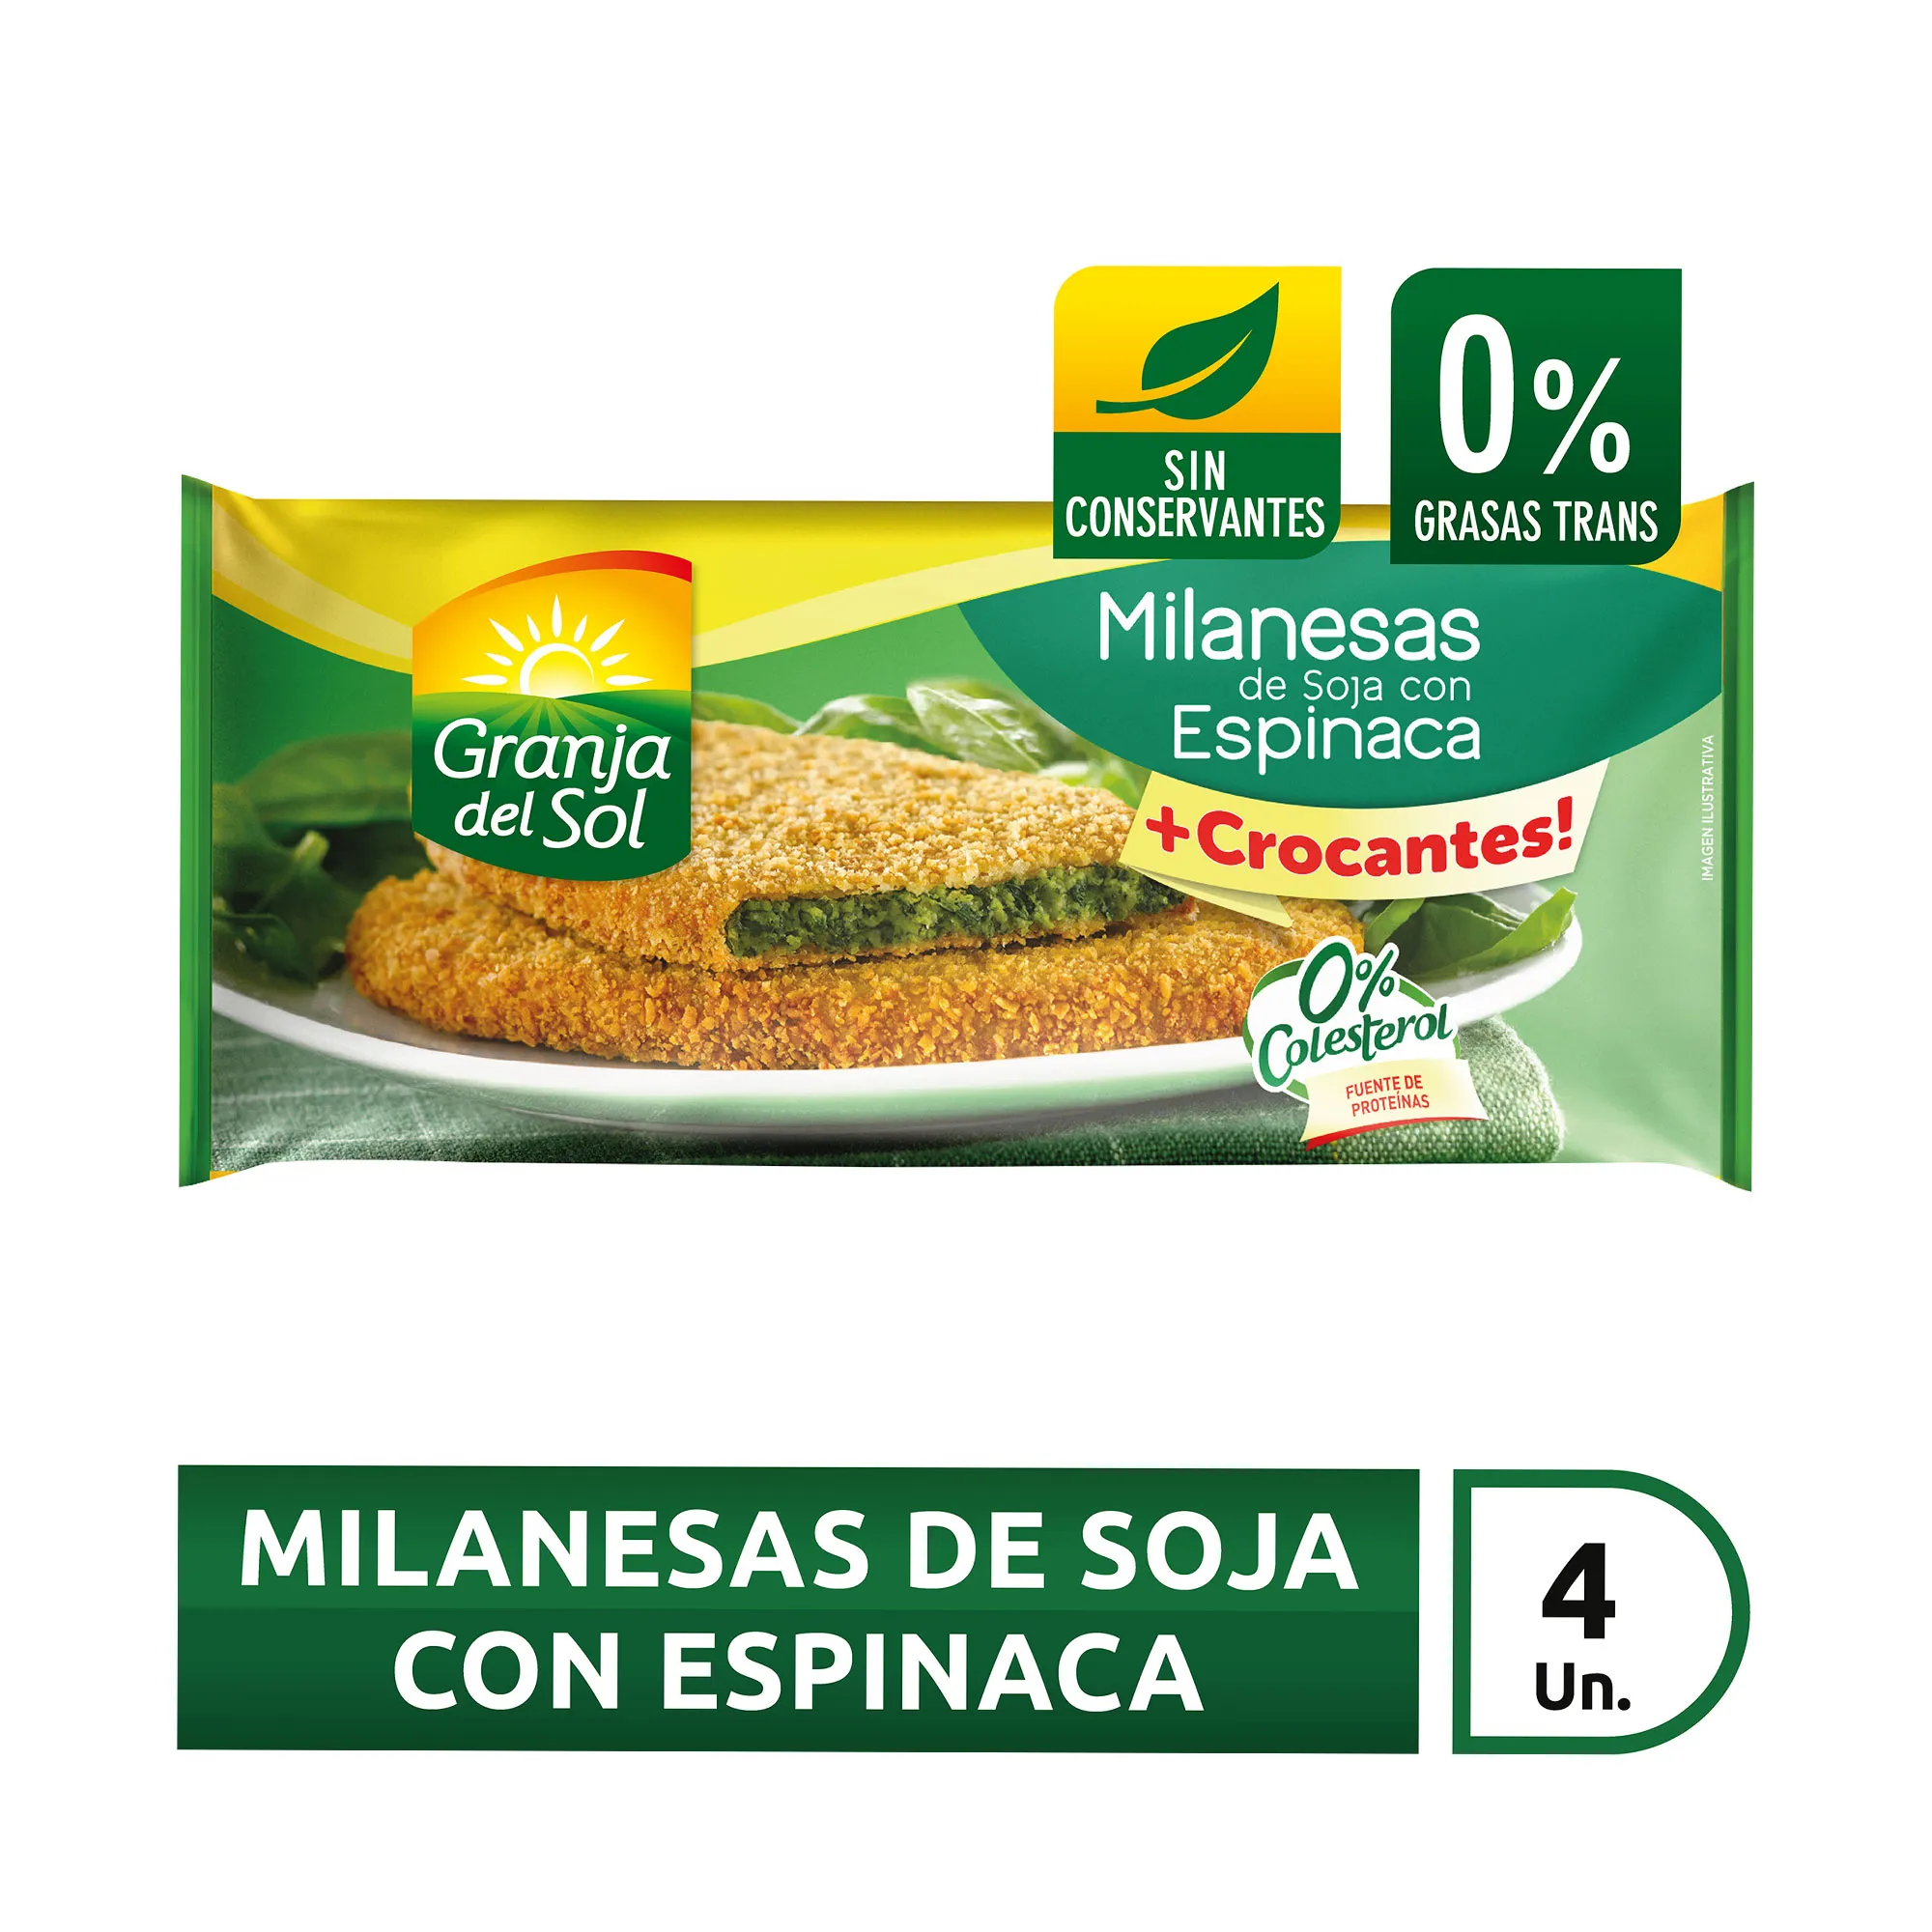 SIN
CONSERVANTES
0%
GRASAS TRANS
Granja
del Sol
Milanesas
de Soja con
Espinaca
+Crocantes!
IMAGEN ILUSTRATIVA
0%
Colesterol
FUENTE DE
PROTEÍNAS
MILANESAS DE SOJA
CON ESPINACA
4
Un.